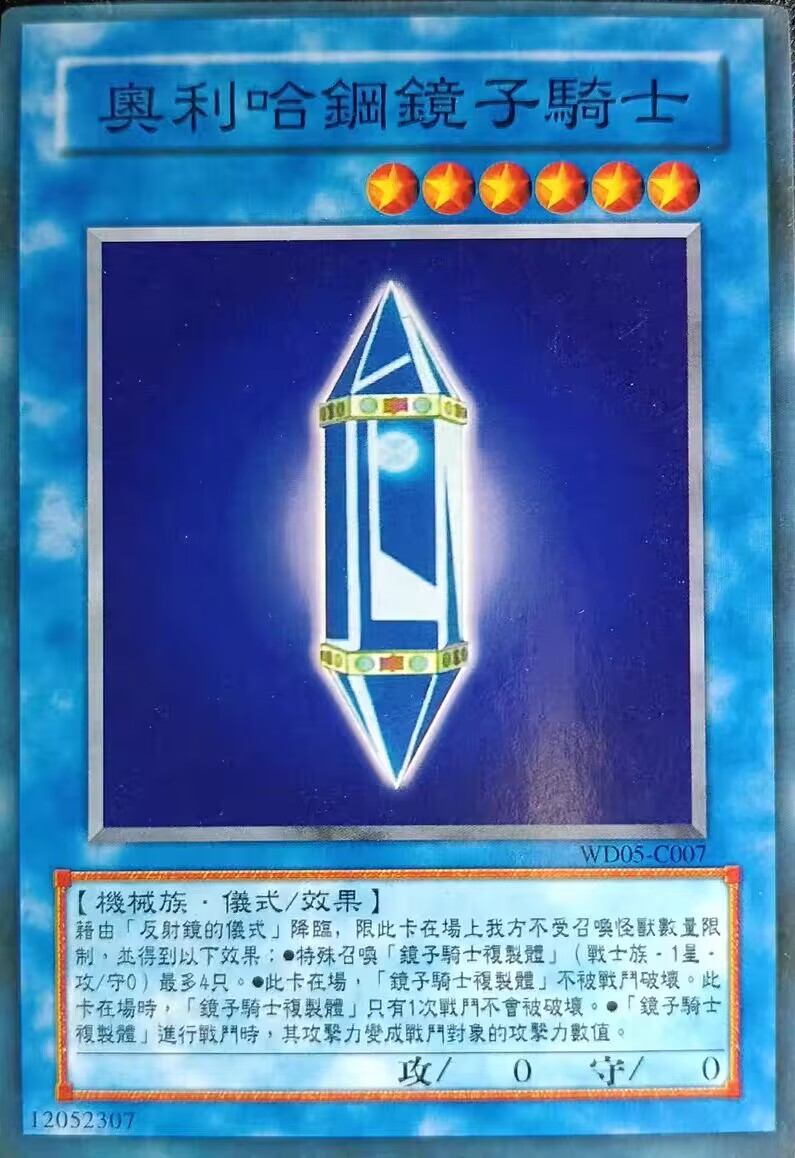 奧利哈鋼鏡子騎士
WD05-C007
【機械族·儀式/效果】
藉由「反射鏡的儀式」降臨，限此卡在場上我方不受召喚怪獸數量限
制，並得到以下效果：●特殊召喚「鏡子騎士複製體」（戰士族·1星·
攻/守0）最多4只。●此卡在場，「鏡子騎士複製體」不被戰鬥破壞。此
卡在場時，「鏡子騎士複製體」只有1次戰鬥不會被破壞。●「鏡子騎士
複製體」進行戰鬥時，其攻擊力變成戰鬥對象的攻擊力數值。
攻/ 0 守/ 0
12052307